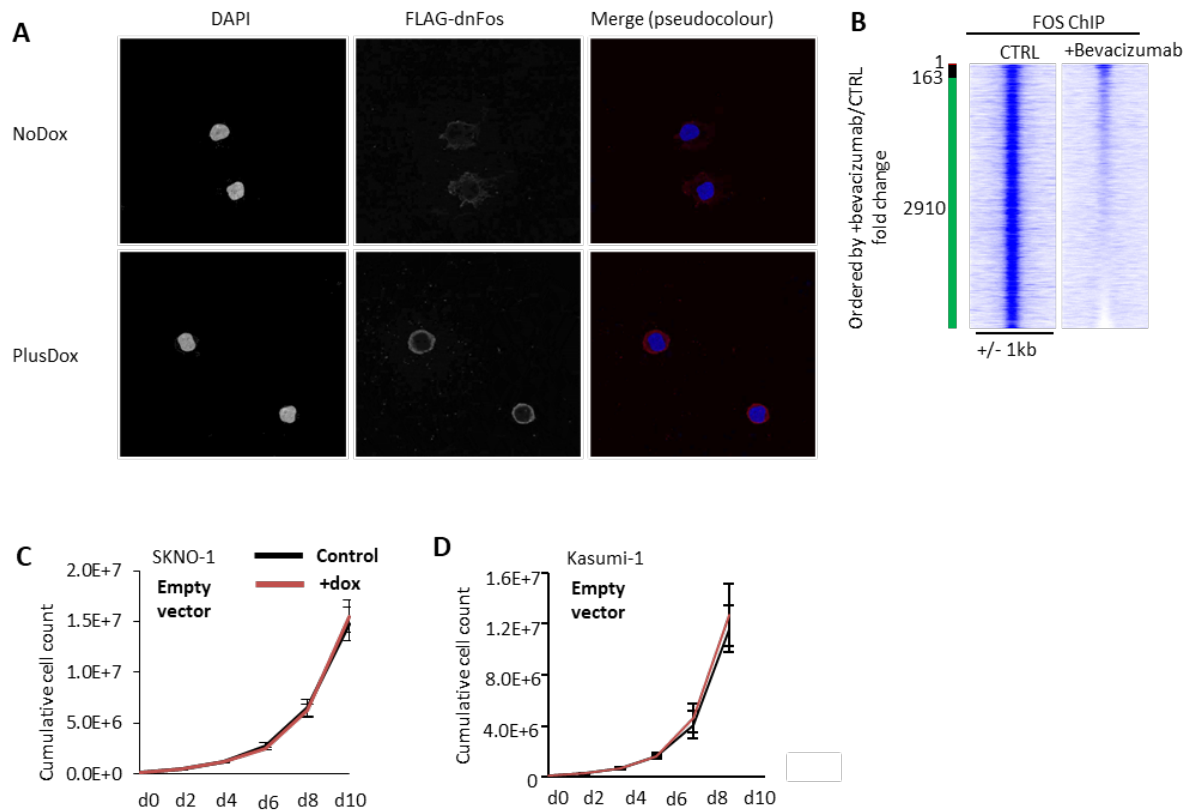 A
DAPI
FLAG-dnFos
Merge (pseudocolour)
NoDox
PlusDox
B
FOS ChIP
CTRL
+Bevacizumab
1
163
2910
Ordered by +bevacizumab/CTRL
fold change
+/- 1kb
C
SKNO-1
Empty
vector
Control
+dox
Cumulative cell count
2.0E+7
1.5E+7
1.0E+7
5.0E+6
0.0E+0
d0 d2 d4 d6 d8 d10
D
Kasumi-1
Empty
vector
Cumulative cell count
1.6E+7
1.2E+7
8.0E+6
4.0E+6
0
d0 d2 d4 d6 d8 d10